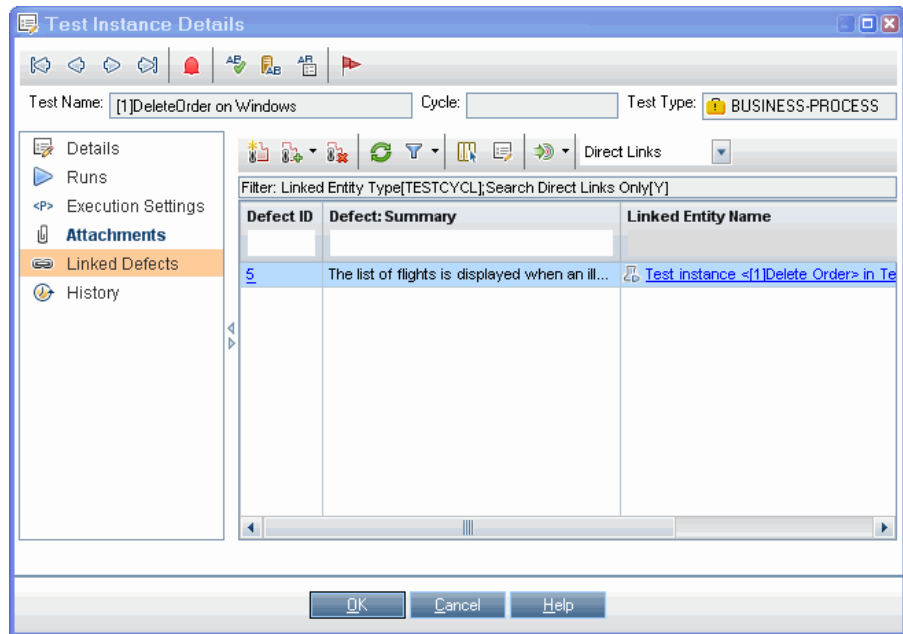 Test Instance Details
Test Name: [1]DeleteOrder on Windows Cycle: Test Type: BUSINESS-PROCESS
Details
Runs
<P> Execution Settings
Attachments
Linked Defects
History
Direct Links
Filter: Linked Entity Type[TESTCYCL];Search Direct Links Only[Y]
Defect ID Defect: Summary Linked Entity Name
5 The list of flights is displayed when an ill... Test instance <[1]Delete Order> in Te
OK Cancel Help